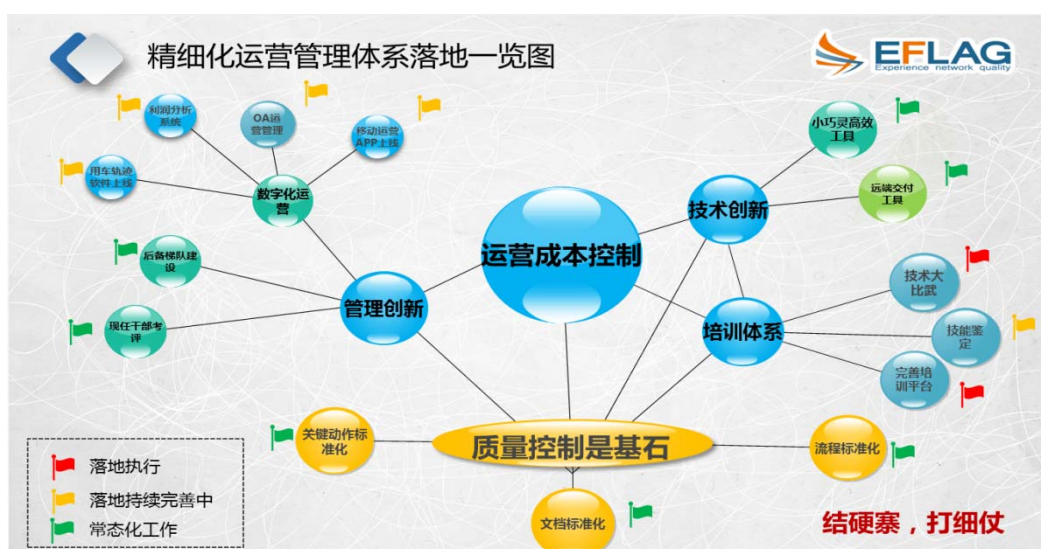 精细化运营管理体系落地一览图
EFLAG
Experience network quality
利润分析
系统
OA运
营管理
移动运营
APP上线
用车轨迹
软件上线
数字化运
营
后备梯队建
设
现任干部考
评
管理创新
运营成本控制
技术创新
小巧灵高效
工具
远端交付
工具
培训体系
技术大
比武
技能鉴
定
完善培
训平台
关键动作标
准化
质量控制是基石
流程标准化
文档标准化
落地执行
落地持续完善中
常态化工作
结硬寨，打细仗